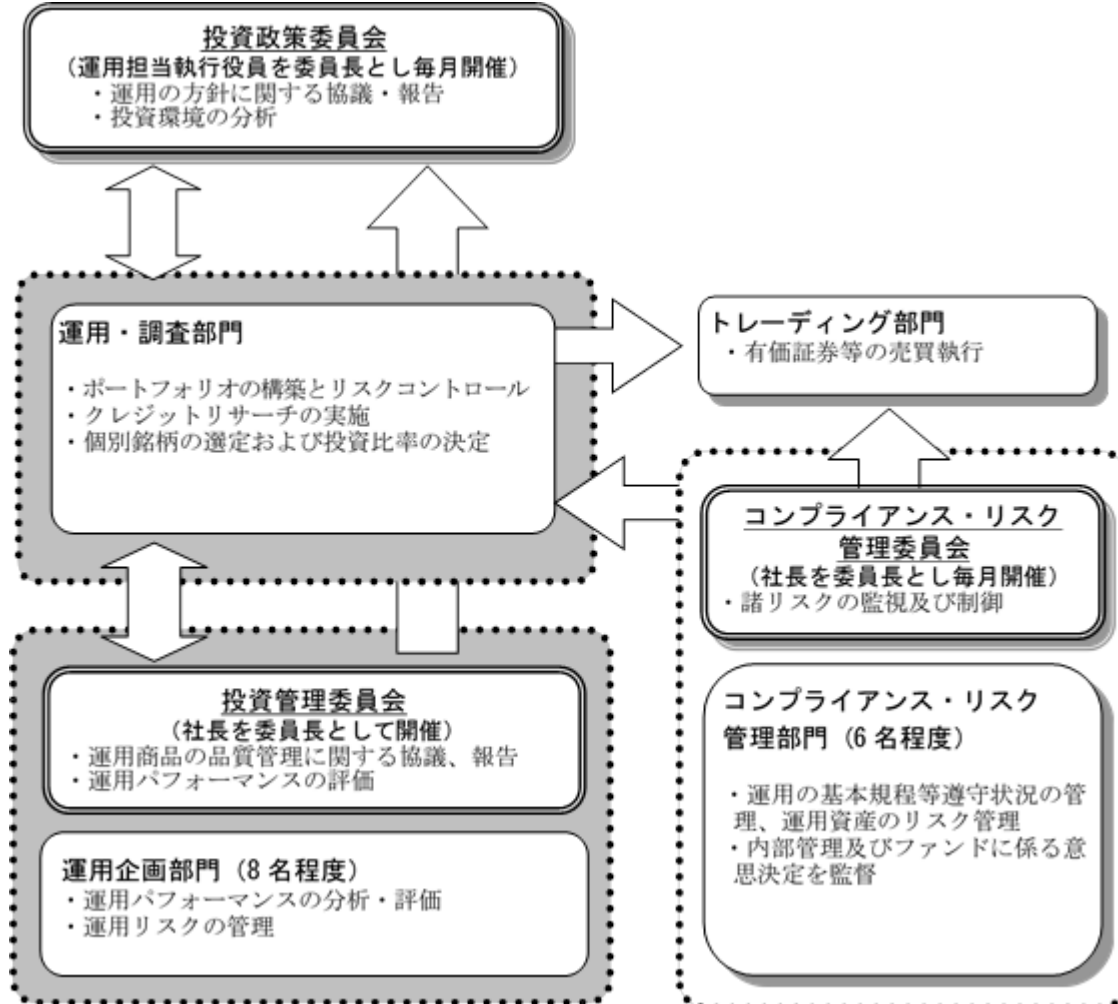 投資政策委員会
（運用担当執行役員を委員長とし毎月開催）
・運用の方針に関する協議・報告
・投資環境の分析
運用・調査部門
・ポートフォリオの構築とリスクコントロール
・クレジットリサーチの実施
・個別銘柄の選定および投資比率の決定
トレーディング部門
・有価証券等の売買執行
コンプライアンス・リスク
管理委員会
（社長を委員長とし毎月開催）
・諸リスクの監視及び制御
投資管理委員会
（社長を委員長として開催）
・運用商品の品質管理に関する協議、報告
・運用パフォーマンスの評価
運用企画部門（8名程度）
・運用パフォーマンスの分析・評価
・運用リスクの管理
コンプライアンス・リスク
管理部門（6名程度）
・運用の基本規程等遵守状況の管
理、運用資産のリスク管理
・内部管理及びファンドに係る意
思決定を監督